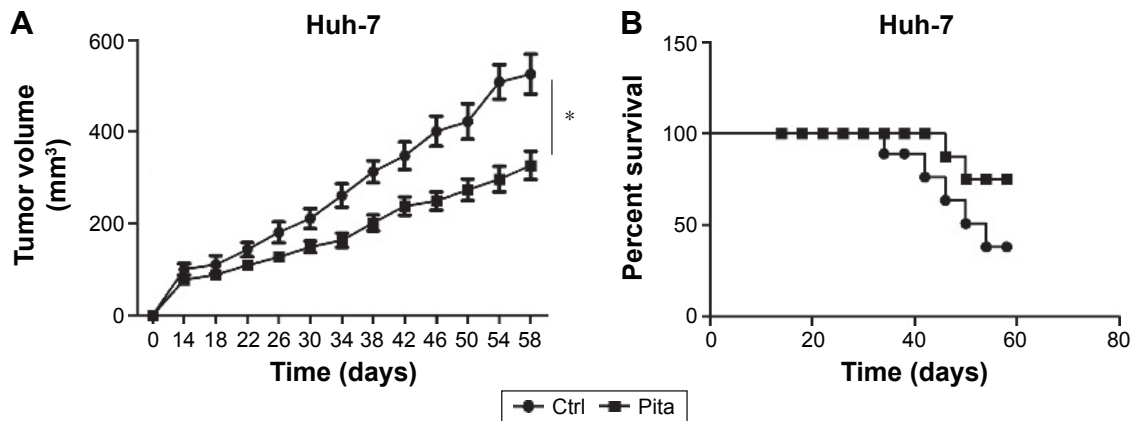 A
Huh-7
Tumor volume
(mm³)
600
400
200
0
*
0 14 18 22 26 30 34 38 42 46 50 54 58
Time (days)
B
Huh-7
Percent survival
150
100
50
0
0 20 40 60 80
Time (days)
Ctrl Pita